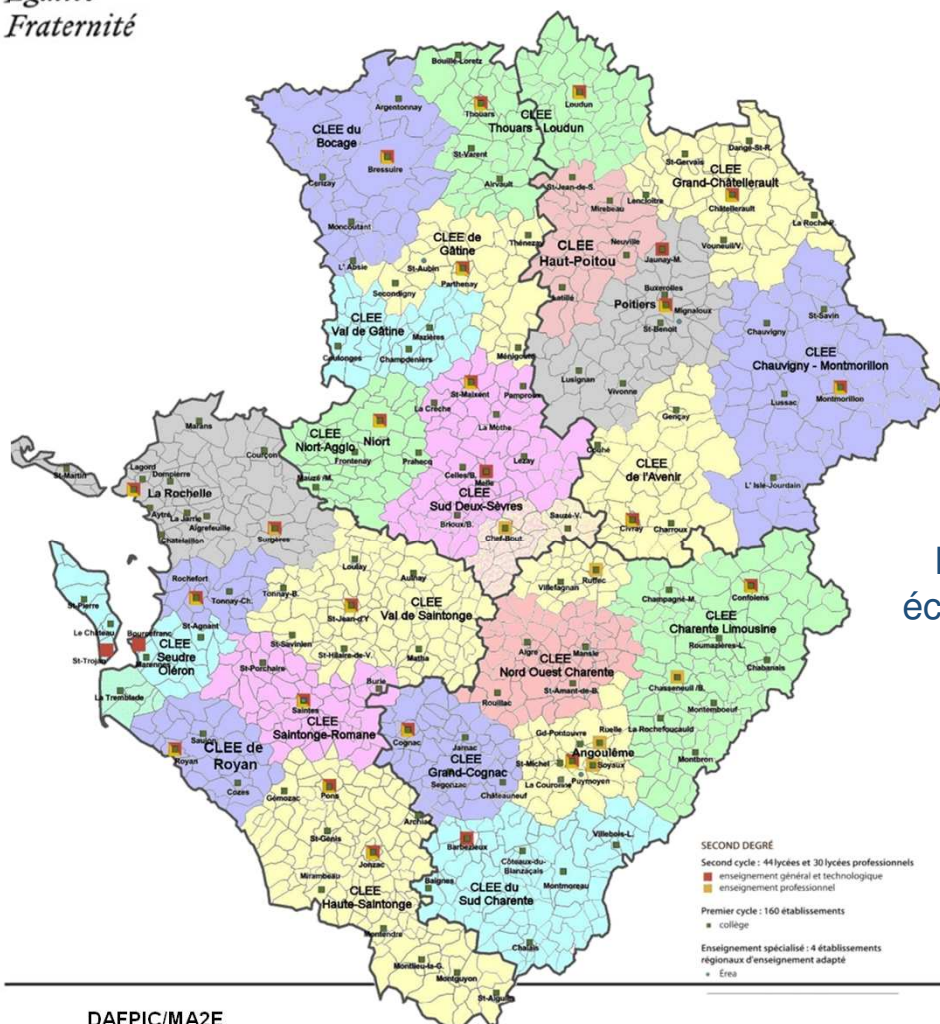 Fraternité
Bouillé-Loretz
Loudun
Argentonnay
Thouars
CLEE
Thouars - Loudun
CLEE du
Bocage
Dangé-St-R.
St-Varent
St-Gervais
CLEE
Grand-Châtellerault
Bressuire
Cerizay
Airvault
St-Jean-de-S.
Mirebeau
Lencloître
Châtellerault
La Roche-P.
Moncoutant
CLEE de
Gâtine
Thénezay
CLEE
Haut-Poitou
Neuville
Vouneuil/V.
Jaunay-M.
L'Absie
St-Aubin
Parthenay
Secondigny
Buxerolles
Poitiers
Mignaloux
St-Benoit
CLEE
Val de Gâtine
Mazières
Champdeniers
Chauvigny
St-Savin
CLEE
Chauvigny - Montmorillon
Lusignan
Vivonne
Lussac
Montmorillon
St-Maixent
Pamproux
La Crèche
La Mothe
Gençay
Marans
CLEE
Niort-Agglo
Niort
Frontenay
Prahecq
Courçon
Celles/B.
Melle
Lezay
CLEE
Sud Deux-Sèvres
CLEE
de l'Avenir
L' Isle-Jourdain
St-Martin
Lagord
Dompierre
La Rochelle
Aytré
La Jarrie
Aigrefeuille
Chatelaillon
Surgères
Brioux/B.
Chef-Bout.
Sauzé-V.
Civray
Charroux
Loulay
Aulnay
Villefagnan
Ruffec
Rochefort
Tonnay-Ch.
Tonnay-B.
St-Jean-d'Y
CLEE
Val de Saintonge
Champagne-M.
Confolens
CLEE
Charente Limousine
Roumazières-L.
Chabanais
St-Pierre
Le Château
St-Trojan
Bourcefranc
Marennes
St-Agnant
CLEE
Seudre
Oléron
St-Savinien
St-Hilaire-de-V.
Matha
Aigre
Mansle
CLEE
Nord Ouest Charente
St-Amant-de-B.
Rouillac
Chasseneuil /B.
La Tremblade
St-Porchaire
Burie
Saintes
CLEE
Saintonge-Romane
Montemboeuf
La Rochefoucauld
Montbron
Saujon
Royan
CLEE de
Royan
Cozes
Cognac
Jarnac
CLEE
Grand-Cognac
Segonzac
Châteauneuf
Gd-Pontouvre
Ruelle
Angoulême
St-Michel
Soyaux
La Couronne
Puymoyen
Gémozac
Pons
Archiac
St-Génis
Jonzac
Mirambeau
CLEE
Haute-Saintonge
Barbezieux
Villebois-L.
Côteaux-du-
Blanzaçais
Montmoreau
Baignes
CLEE du
Sud Charente
Chalais
Montendre
Montlieu-la-G.
Montguyon
St-Aigulin
SECOND DEGRÉ
Second cycle : 44 lycées et 30 lycées professionnels
enseignement général et technologique
enseignement professionnel
Premier cycle : 160 établissements
collège
Enseignement spécialisé : 4 établissements
régionaux d'enseignement adapté
Érea
DAFPIC/MA2E